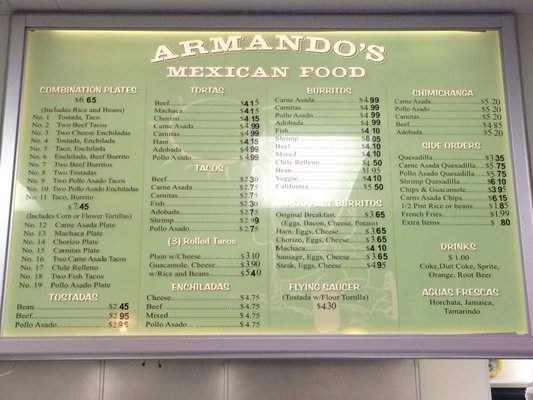 ARMANDO'S
MEXICAN FOOD
COMBINATION PLATES
$6.65
(Includes Rice and Beans)
No. 1 Tostada, Taco
No. 2 Two Beef Tacos
No. 3 Two Cheese Enchiladas
No. 4 Tostada, Enchilada
No. 5 Taco, Enchilada
No. 6 Enchilada, Beef Burrito
No. 7 Two Beef Burritos
No. 8 Two Tostadas
No. 9 Two Pollo Asado Tacos
No. 10 Two Pollo Asado Enchiladas
No. 11 Taco, Burrito
$7.45
(Includes Corn or Flower Tortillas)
No. 12 Carne Asada Plate
No. 13 Machaca Plate
No. 14 Chorizo Plate
No. 15 Carnitas Plate
No. 16 Two Carne Asada Tacos
No. 17 Chile Relleno
No. 18 Two Fish Tacos
No. 19 Pollo Asado Plate
TOSTADAS
Bean $2.45
Beef $2.95
Pollo Asado $2.95
TORTAS
Beef $4.15
Machaca $4.15
Chorizo $4.15
Carne Asada $4.99
Carnitas $4.99
Ham $4.15
Adobada $4.99
Pollo Asado $4.99
TACOS
Beef
Carne Asada $2.75
Carnitas $2.75
Fish
Adobada $2.75
Shrimp
Pollo Asado $2.75
(3) Rolled Tacos
Plain w/Cheese $3.10
Guacamole, Cheese $3.90
w/Rice and Beans $5.40
ENCHILADAS
Cheese $4.75
Beef $4.75
Mixed $4.75
Pollo Asado $4.75
BURRITOS
Carne Asada $4.99
Carnitas $4.99
Pollo Asado $4.99
Adobada $4.99
Fish $4.10
Shrimp $6.05
Beef $4.10
Mixed $4.10
Chile Relleno
Bean
Veggie $4.10
California $5.50
BURRITOS
Original Breakfast $3.65
(Eggs, Bacon, Cheese, Potato)
Ham, Eggs, Cheese $3.65
Chorizo, Eggs, Cheese $3.65
Machaca $4.10
Sausage, Eggs, Cheese $3.65
Steak, Eggs, Cheese $4.95
FLYING SAUCER
(Tostada w/Flour Tortilla)
$4.30
CHIMICHANGA
Carne Asada $5.20
Pollo Asado $5.20
Carnitas $5.20
Beef $4.85
Adobada $5.20
SIDE ORDERS
Quesadilla $3.35
Carne Asada Quesadilla $5.75
Pollo Asado Quesadilla $5.75
Shrimp Quesadilla $6.10
Chips & Guacamole $3.95
Carne Asada Chips $6.15
1/2 Pint Rice or Beans $1.85
French Fries $1.99
Extra Items $ 80
DRINKS
$ 1.00
Coke, Diet Coke, Sprite,
Orange, Root Beer
AGUAS FRESCAS
Horchata, Jamaica,
Tamarindo